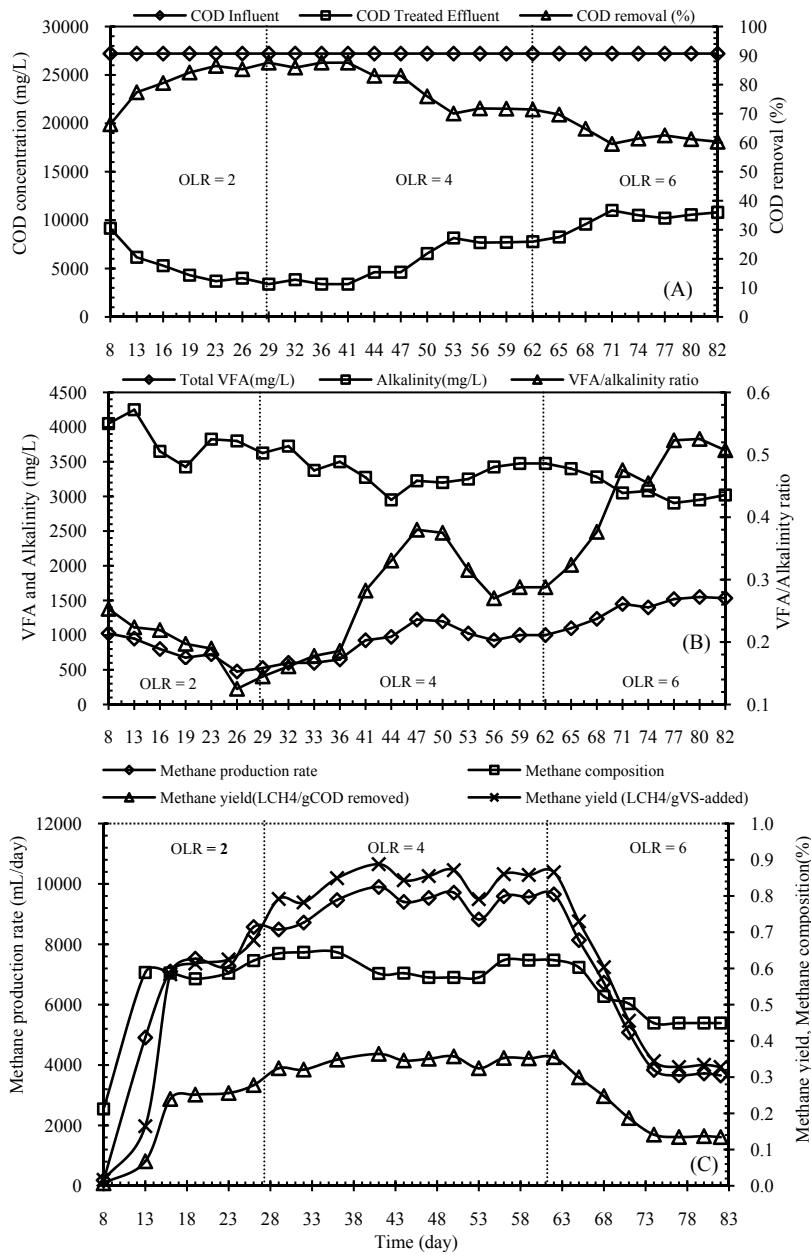 COD Influent COD Treated Effluent COD removal (%)
30000 100
25000 90
20000 80
15000 70
10000 60
5000 50
0 40
30
20
10
0
COD concentration (mg/L)
COD removal (%)
OLR = 2 OLR = 4 OLR = 6
(A)
8 13 16 19 23 26 29 32 36 41 44 47 50 53 56 59 62 65 68 71 74 77 80 82
Total VFA(mg/L) Alkalinity(mg/L) VFA/alkalinity ratio
4500 0.6
4000 0.5
3500 0.4
3000 0.3
2500 0.2
2000 0.1
1500
1000
500
0
VFA and Alkalinity (mg/L)
VFA/Alkalinity ratio
(B)
OLR = 2 OLR = 4 OLR = 6
8 13 16 19 23 26 29 32 33 36 41 44 47 50 53 56 59 62 65 68 71 74 77 80 82
Methane production rate Methane composition
Methane yield(LCH4/gCOD removed) Methane yield (LCH4/gVS-added)
12000 1.0
10000 0.9
8000 0.8
6000 0.7
4000 0.6
2000 0.5
0 0.4
0.3
0.2
0.1
0.0
Methane production rate (mL/day)
Methane yield, Methane composition(%)
OLR = 2 OLR = 4 OLR = 6
(C)
8 13 18 23 28 33 38 43 48 53 58 63 68 73 78 83
Time (day)